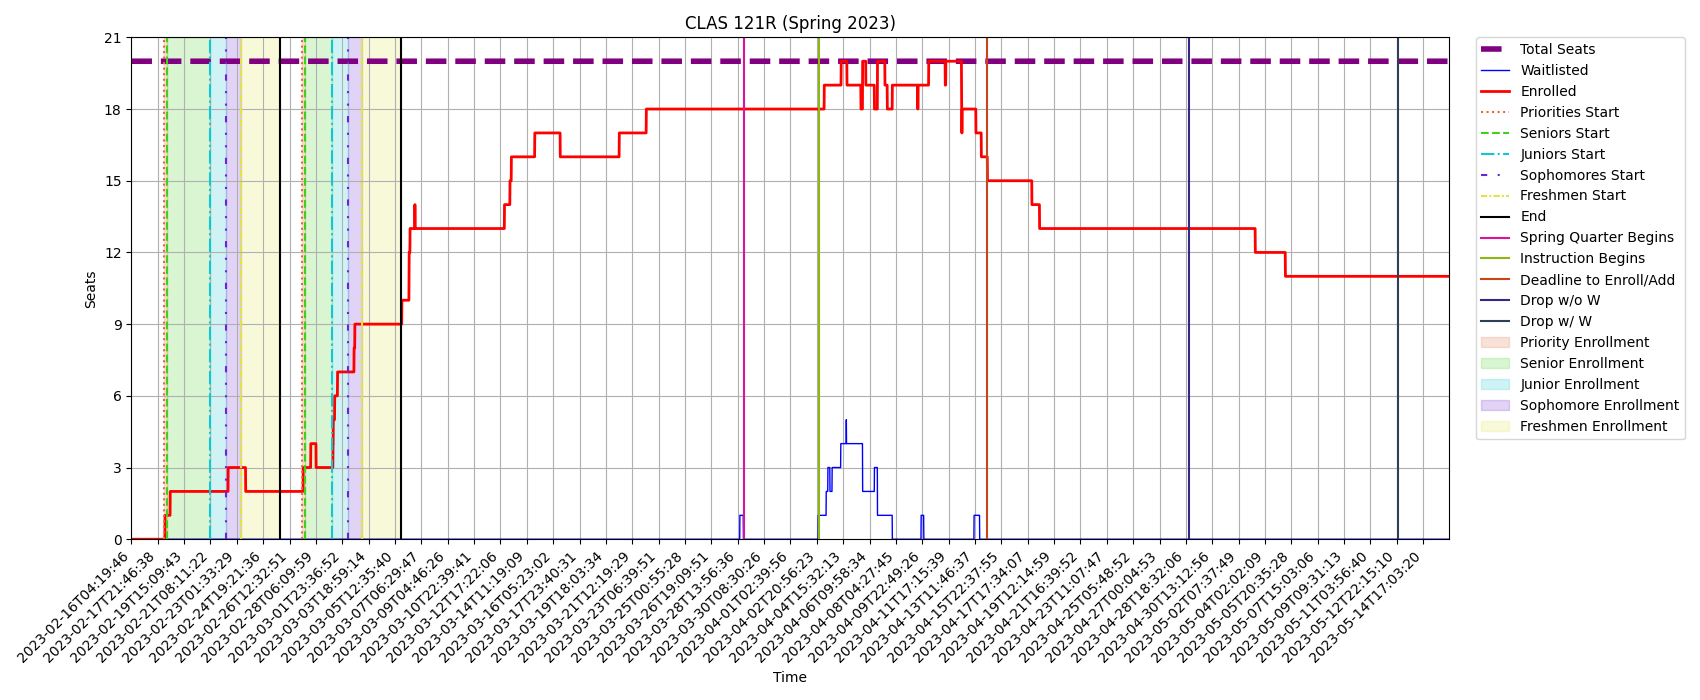 CLAS 121R (Spring 2023)
Seats
21
18
15
12
9
6
3
0
2023-02-16T04:19:46
2023-02-17T21:46:38
2023-02-19T15:09:43
2023-02-21T08:11:22
2023-02-23T01:33:29
2023-02-24T19:21:36
2023-02-26T12:32:51
2023-02-28T06:09:59
2023-03-01T23:36:52
2023-03-03T18:59:14
2023-03-05T12:35:40
2023-03-07T06:29:47
2023-03-09T04:46:26
2023-03-10T22:39:41
2023-03-12T17:22:06
2023-03-14T11:19:09
2023-03-16T05:23:02
2023-03-17T23:40:31
2023-03-19T18:03:34
2023-03-21T12:19:29
2023-03-23T06:39:51
2023-03-25T00:55:28
2023-03-26T19:09:51
2023-03-28T13:56:36
2023-03-30T08:30:26
2023-04-01T02:39:56
2023-04-02T20:56:23
2023-04-04T15:32:13
2023-04-06T09:58:34
2023-04-08T04:27:45
2023-04-09T22:49:26
2023-04-11T17:15:39
2023-04-13T11:46:37
2023-04-15T22:37:55
2023-04-17T17:34:07
2023-04-19T12:14:59
2023-04-21T16:39:52
2023-04-23T11:07:47
2023-04-25T05:48:52
2023-04-27T00:04:53
2023-04-28T18:32:06
2023-04-30T13:12:56
2023-05-02T07:37:49
2023-05-04T02:02:09
2023-05-05T20:35:28
2023-05-07T15:03:06
2023-05-09T09:31:13
2023-05-11T03:56:40
2023-05-12T22:15:10
2023-05-14T17:03:20
Time
Total Seats
Waitlisted
Enrolled
Priorities Start
Seniors Start
Juniors Start
Sophomores Start
Freshmen Start
End
Spring Quarter Begins
Instruction Begins
Deadline to Enroll/Add
Drop w/o W
Drop w/ W
Priority Enrollment
Senior Enrollment
Junior Enrollment
Sophomore Enrollment
Freshmen Enrollment